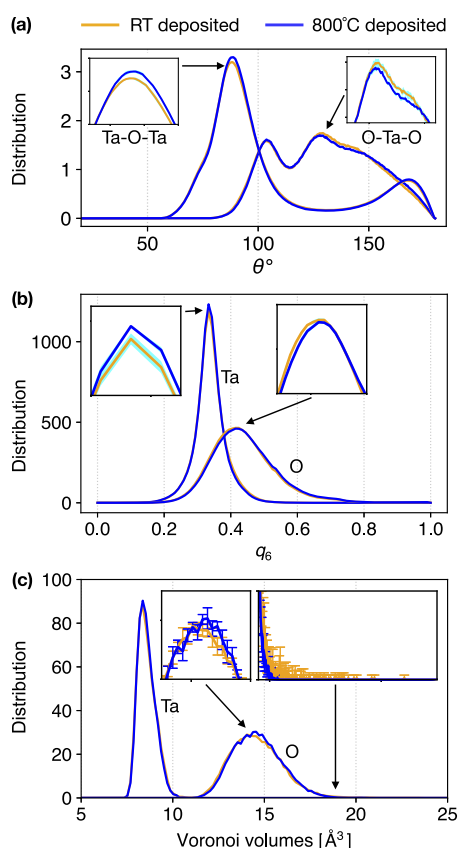 (a) RT deposited 800°C deposited
3
2
1
0
Distribution
Ta-O-Ta
O-Ta-O
50 100 150
θ°
(b)
1000
500
0
Distribution
Ta
O
0.0 0.2 0.4 0.6 0.8 1.0
q6
(c)
100
80
60
40
20
0
Distribution
Ta
O
5 10 15 20 25
Voronoi volumes [Å³]